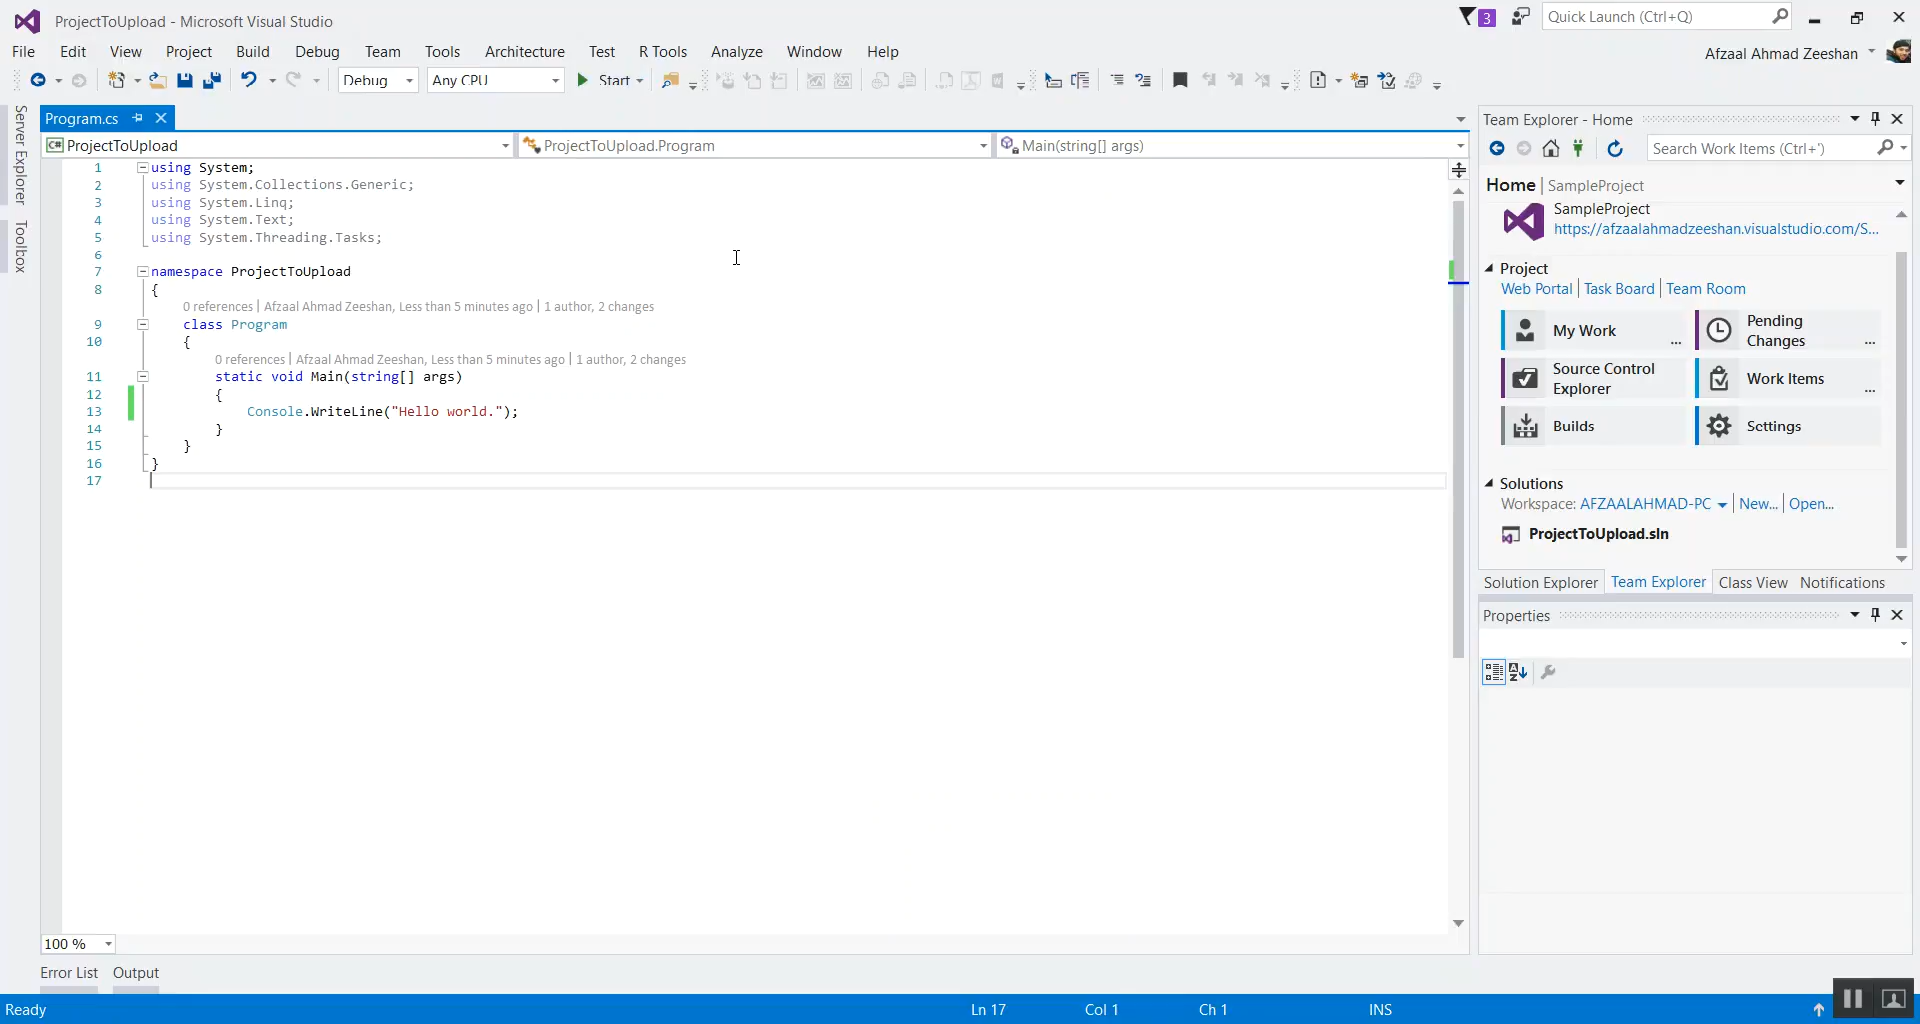 ProjectToUpload - Microsoft Visual Studio
3
Quick Launch (Ctrl+Q)
File Edit View Project Build Debug Team Tools Architecture Test R Tools Analyze Window Help
Afzaal Ahmad Zeeshan
Debug
Any CPU
Start
Server Explorer
Toolbox
Program.cs
C# ProjectToUpload
ProjectToUpload.Program
Main(string[] args)
1 using System;
2 using System.Collections.Generic;
3 using System.Linq;
4 using System.Text;
5 using System.Threading.Tasks;
6
7 namespace ProjectToUpload
8 {
0 references | Afzaal Ahmad Zeeshan, Less than 5 minutes ago | 1 author, 2 changes
9 class Program
10 {
0 references | Afzaal Ahmad Zeeshan, Less than 5 minutes ago | 1 author, 2 changes
11 static void Main(string[] args)
12 {
13 Console.WriteLine("Hello world.");
14 }
15 }
16 }
17
100 %
Error List Output
Team Explorer - Home
Search Work Items (Ctrl+')
Home | SampleProject
SampleProject
https://afzaalahmadzeeshan.visualstudio.com/S...
Project
Web Portal | Task Board | Team Room
My Work ...
Pending Changes ...
Source Control Explorer
Work Items ...
Builds
Settings
Solutions
Workspace: AFZAALAHMAD-PC | New... | Open...
ProjectToUpload.sln
Solution Explorer Team Explorer Class View Notifications
Properties
Ready
Ln 17 Col 1 Ch 1 INS